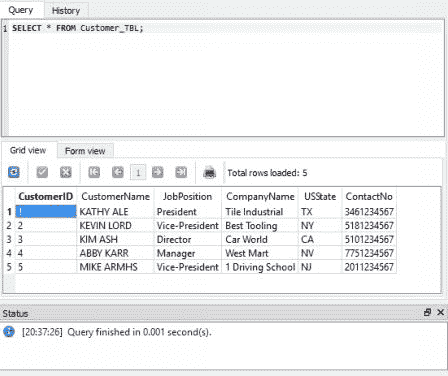 Query History
1 SELECT * FROM Customer_TBL;
Grid view Form view
1 Total rows loaded: 5
CustomerID CustomerName JobPosition CompanyName USState ContactNo
1 1 KATHY ALE President Tile Industrial TX 3461234567
2 2 KEVIN LORD Vice-President Best Tooling NY 5181234567
3 3 KIM ASH Director Car World CA 5101234567
4 4 ABBY KARR Manager West Mart NV 7751234567
5 5 MIKE ARMHS Vice-President 1 Driving School NJ 2011234567
Status
[20:37:26] Query finished in 0.001 second(s).